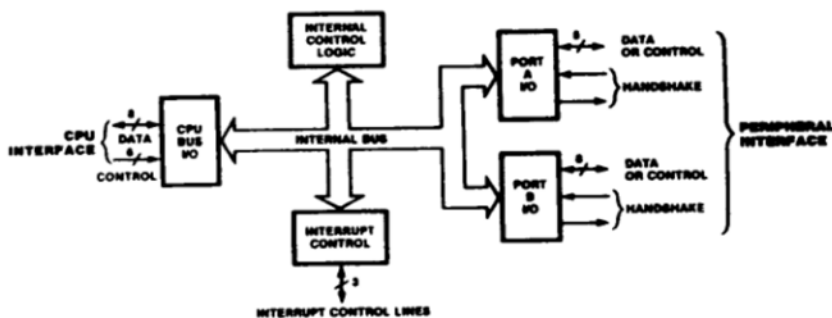 INTERNAL
CONTROL
LOGIC
CPU
INTERFACE
8
DATA
6
CONTROL
CPU
BUS
I/O
INTERNAL BUS
INTERRUPT
CONTROL
3
INTERRUPT CONTROL LINES
PORT
A
I/O
8
DATA
OR CONTROL
HANDSHAKE
PORT
B
I/O
8
DATA
OR CONTROL
HANDSHAKE
PERIPHERAL
INTERFACE